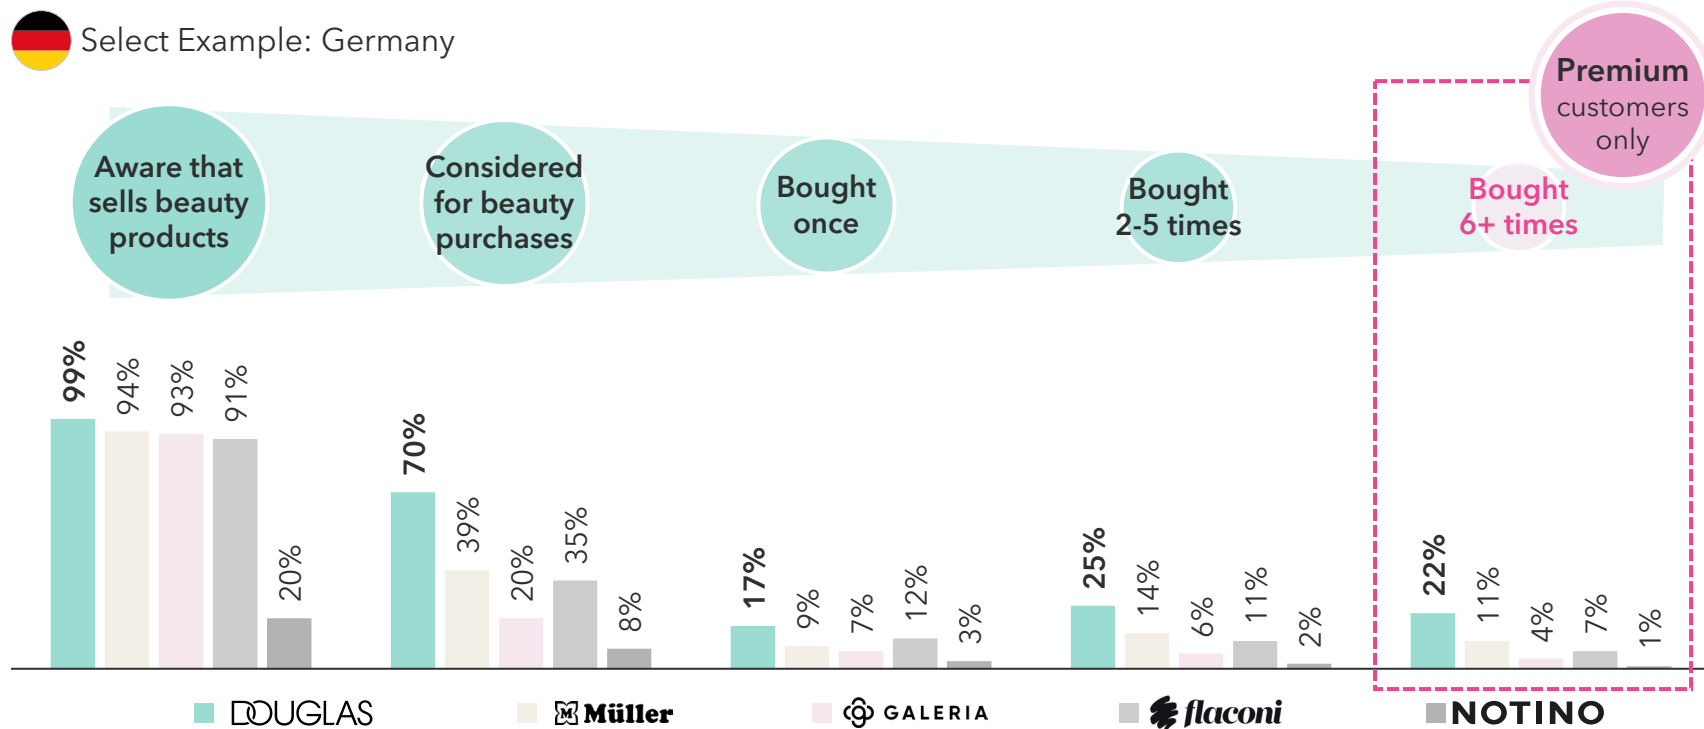 Select Example: Germany
Premium
customers
only
Aware that
sells beauty
products
Considered
for beauty
purchases
Bought
once
Bought
2-5 times
Bought
6+ times
99%
94%
93%
91%
20%
70%
39%
20%
35%
8%
17%
9%
7%
12%
3%
25%
14%
6%
11%
2%
22%
11%
4%
7%
1%
DOUGLAS
M Müller
GALERIA
flaconi
NOTINO